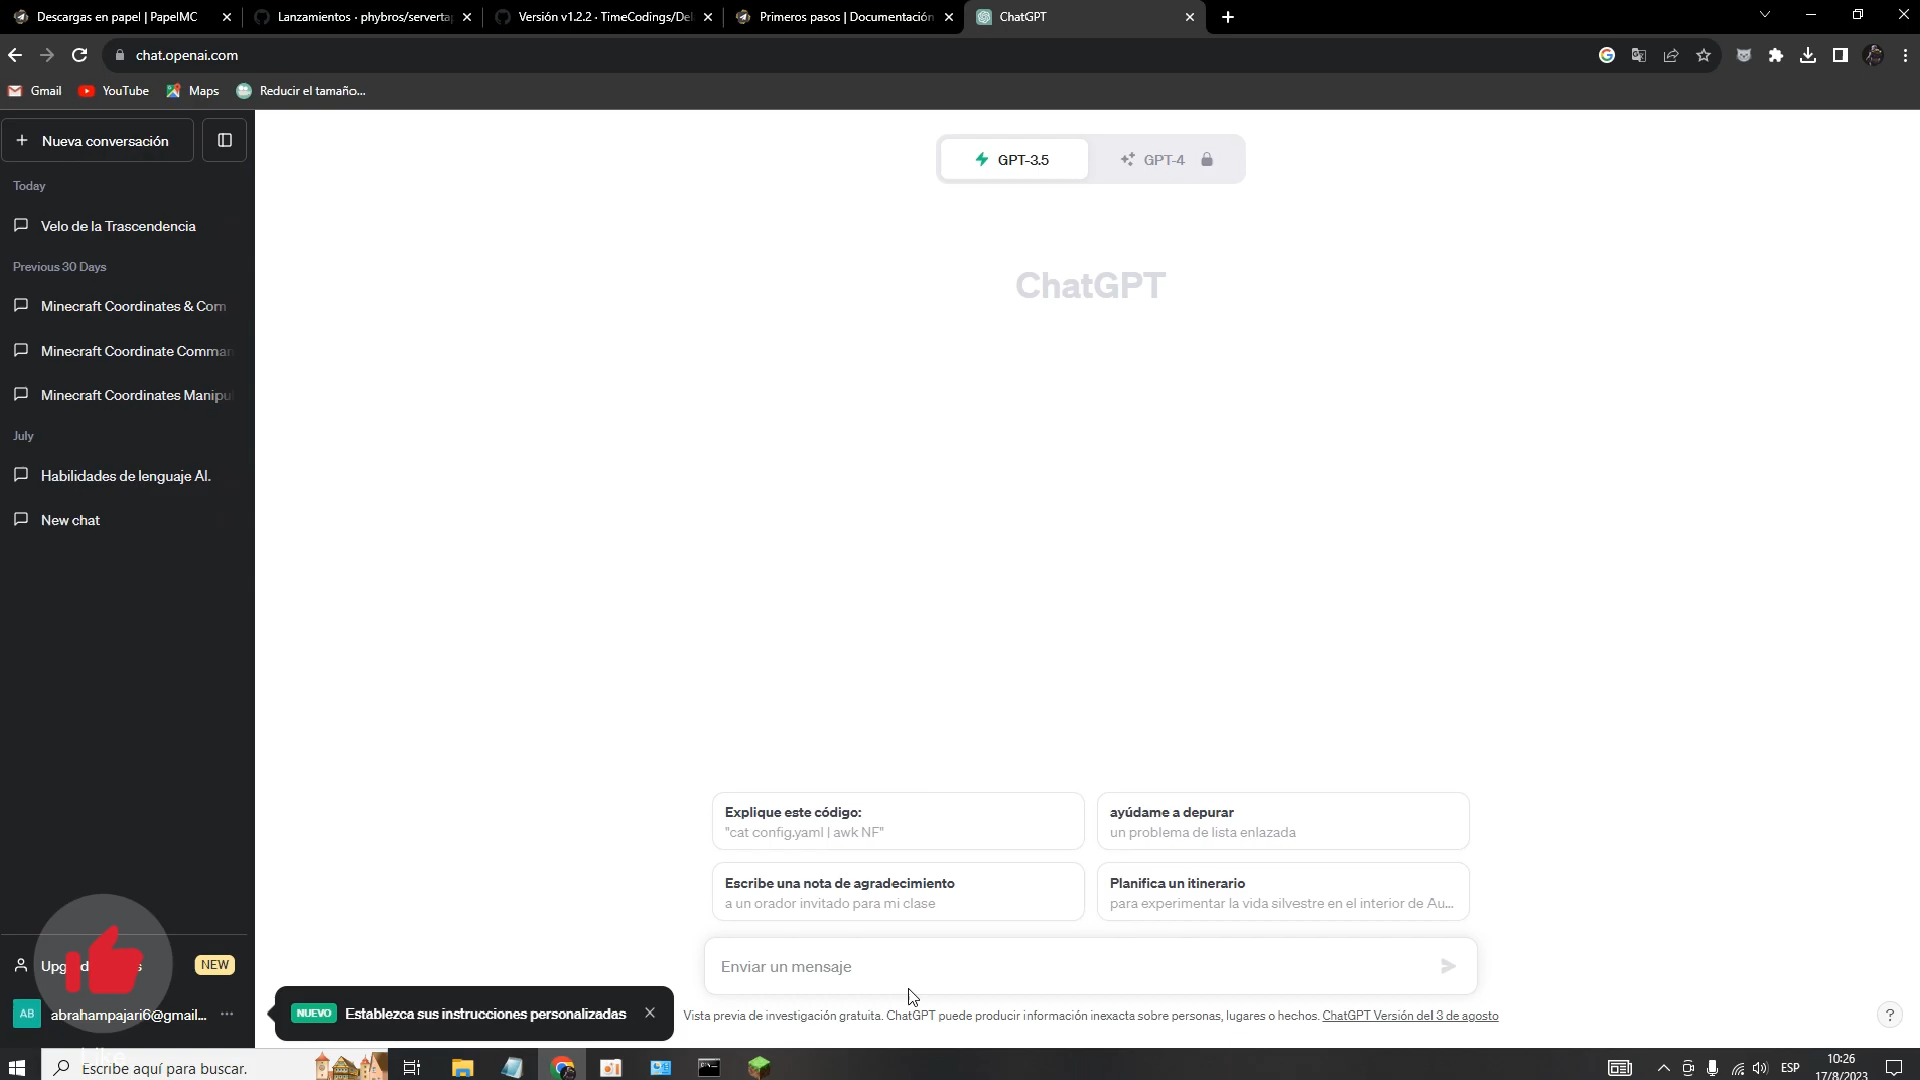 Descargas en papel | PapelMC
Lanzamientos · phybros/servertap
Versión v1.2.2 · TimeCodings/Del
Primeros pasos | Documentación
ChatGPT
chat.openai.com
Gmail
YouTube
Maps
Reducir el tamaño...
Nueva conversación
GPT-3.5
GPT-4
Today
Velo de la Trascendencia
Previous 30 Days
Minecraft Coordinates & Com
Minecraft Coordinate Comman
Minecraft Coordinates Manipul
July
Habilidades de lenguaje AI.
New chat
ChatGPT
Explique este código:
"cat config.yaml | awk NF"
ayúdame a depurar
un problema de lista enlazada
Escribe una nota de agradecimiento
a un orador invitado para mi clase
Planifica un itinerario
para experimentar la vida silvestre en el interior de Au...
Enviar un mensaje
NEW
AB
abrahampajari6@gmail...
NUEVO
Establezca sus instrucciones personalizadas
Vista previa de investigación gratuita. ChatGPT puede producir información inexacta sobre personas, lugares o hechos. ChatGPT Versión del 3 de agosto
?
Like
Escribe aquí para buscar.
ESP
10:26
17/8/2023